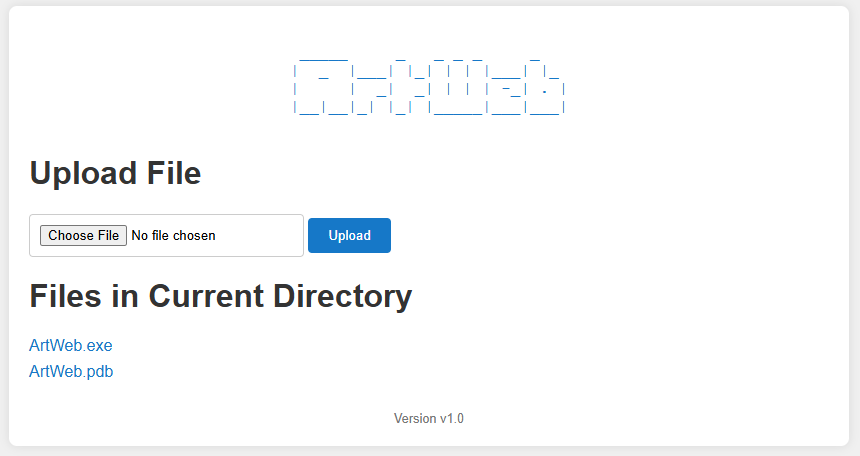 ArtWeb
Upload File
Choose File No file chosen Upload
Files in Current Directory
ArtWeb.exe
ArtWeb.pdb
Version v1.0